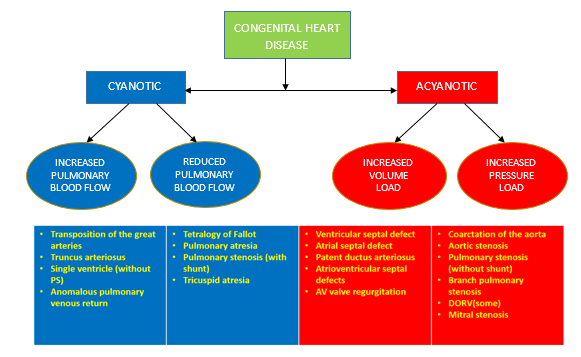 CONGENITAL HEART
DISEASE
CYANOTIC
ACYANOTIC
INCREASED
PULMONARY
BLOOD FLOW
REDUCED
PULMONARY
BLOOD FLOW
INCREASED
VOLUME
LOAD
INCREASED
PRESSURE
LOAD
• Transposition of the great
arteries
• Truncus arteriosus
• Single ventricle (without
PS)
• Anomalous pulmonary
venous return
• Tetralogy of Fallot
• Pulmonary atresia
• Pulmonary stenosis (with
shunt)
• Tricuspid atresia
• Ventricular septal defect
• Atrial septal defect
• Patent ductus arteriosus
• Atrioventricular septal
defects
• AV valve regurgitation
• Coarctation of the aorta
• Aortic stenosis
• Pulmonary stenosis
(without shunt)
• Branch pulmonary
stenosis
• DORV(some)
• Mitral stenosis